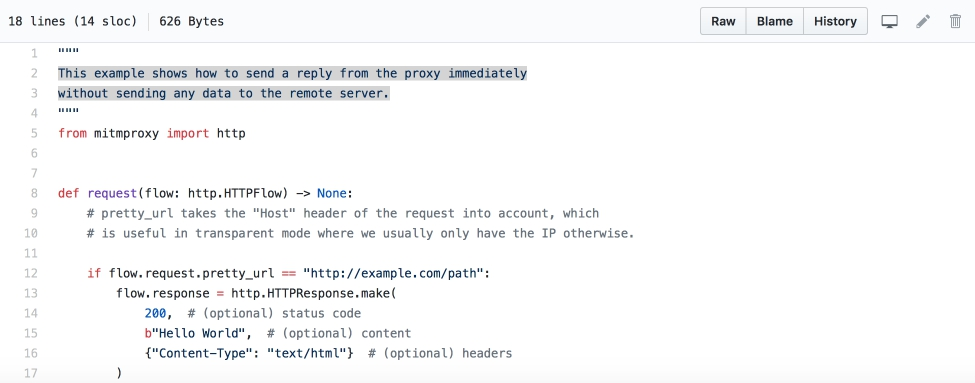 18 lines (14 sloc) 626 Bytes Raw Blame History
1 """
2 This example shows how to send a reply from the proxy immediately
3 without sending any data to the remote server.
4 """
5 from mitmproxy import http
6
7
8 def request(flow: http.HTTPFlow) -> None:
9     # pretty_url takes the "Host" header of the request into account, which
10     # is useful in transparent mode where we usually only have the IP otherwise.
11
12     if flow.request.pretty_url == "http://example.com/path":
13         flow.response = http.HTTPResponse.make(
14             200,  # (optional) status code
15             b"Hello World",  # (optional) content
16             {"Content-Type": "text/html"}  # (optional) headers
17         )